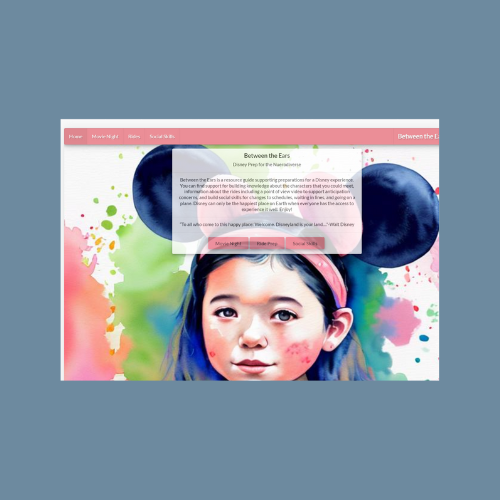 Home Movie Night Rides Social Skills Between the Ea
Between the Ears
Disney Prep for the Neurodiverse
Between the Ears is a resource guide supporting preparations for a Disney experience.
You can find support for building knowledge about the characters that you could meet,
information about the rides including a point of view video to support anticipation
concerns, and build social skills for changes to schedules, waiting in lines, and going on a
place. Disney can only be the happiest place on Earth when everyone has the access to
experience it well. Enjoy!
"To all who come to this happy place: Welcome. Disneyland is your land..." -Walt Disney
Movie Night Ride Prep Social Skills